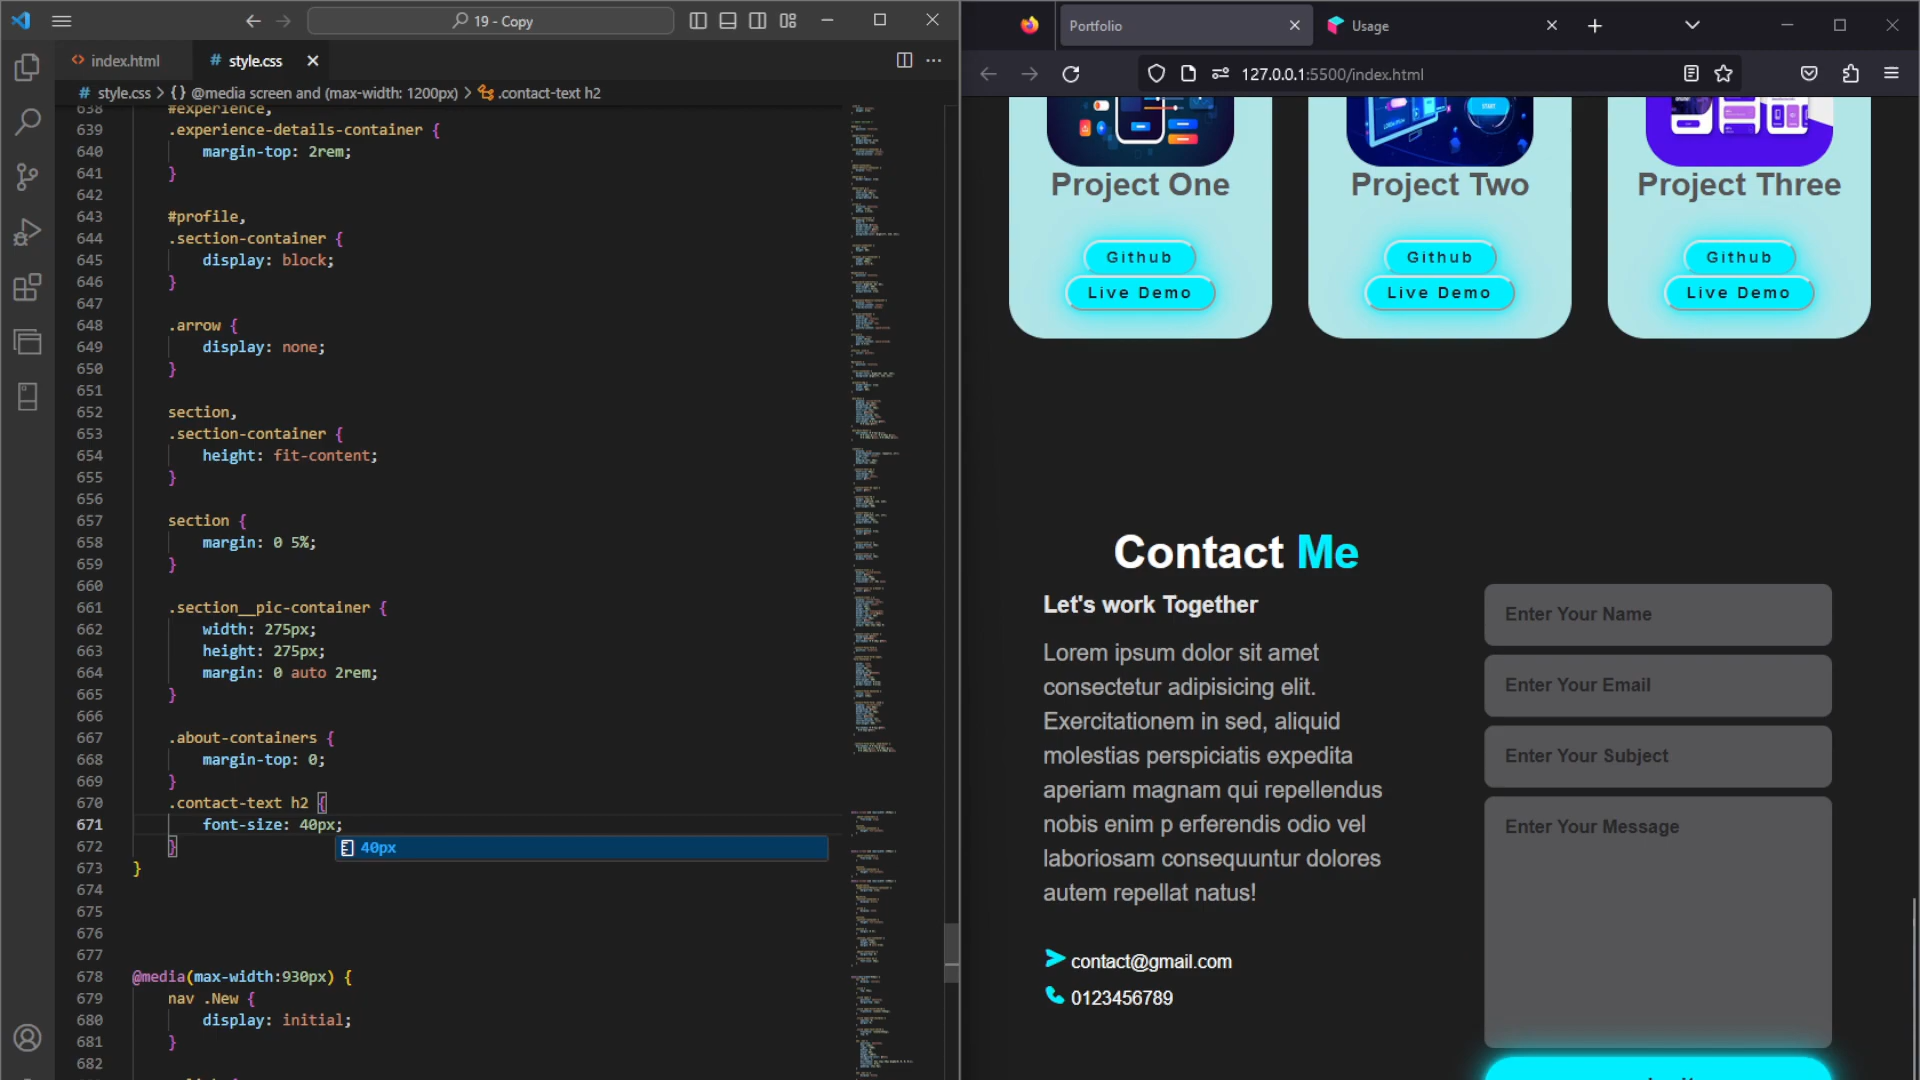 19 - Copy
index.html
# style.css
# style.css > {} @media screen and (max-width: 1200px) > .contact-text h2
638 #experience,
639 .experience-details-container {
640 margin-top: 2rem;
641 }
642
643 #profile,
644 .section-container {
645 display: block;
646 }
647
648 .arrow {
649 display: none;
650 }
651
652 section,
653 .section-container {
654 height: fit-content;
655 }
656
657 section {
658 margin: 0 5%;
659 }
660
661 .section__pic-container {
662 width: 275px;
663 height: 275px;
664 margin: 0 auto 2rem;
665 }
666
667 .about-containers {
668 margin-top: 0;
669 }
670 .contact-text h2 {
671 font-size: 40px;
672 }
40px
673 }
674
675
676
677
678 @media(max-width:930px) {
679 nav .New {
680 display: initial;
681 }
682
Portfolio
Usage
127.0.0.1:5500/index.html
START
Project One
Project Two
Project Three
Github
Github
Github
Live Demo
Live Demo
Live Demo
Contact Me
Let's work Together
Lorem ipsum dolor sit amet
consectetur adipisicing elit.
Exercitationem in sed, aliquid
molestias perspiciatis expedita
aperiam magnam qui repellendus
nobis enim p erferendis odio vel
laboriosam consequuntur dolores
autem repellat natus!
contact@gmail.com
0123456789
Enter Your Name
Enter Your Email
Enter Your Subject
Enter Your Message